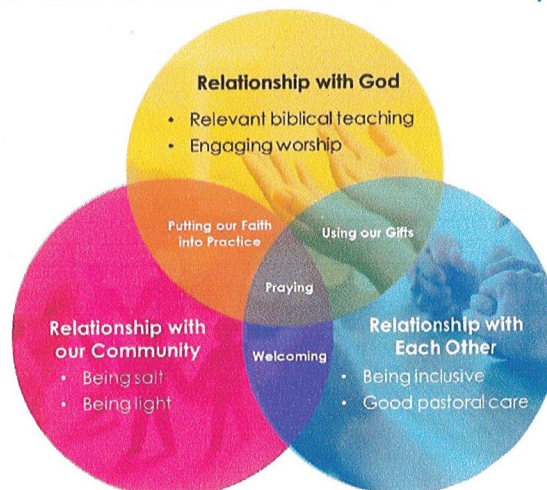 Relationship with God
• Relevant biblical teaching
• Engaging worship
Putting our Faith
into Practice
Using our Gifts
Praying
Relationship with
our Community
• Being salt
• Being light
Welcoming
Relationship with
Each Other
• Being inclusive
• Good pastoral care